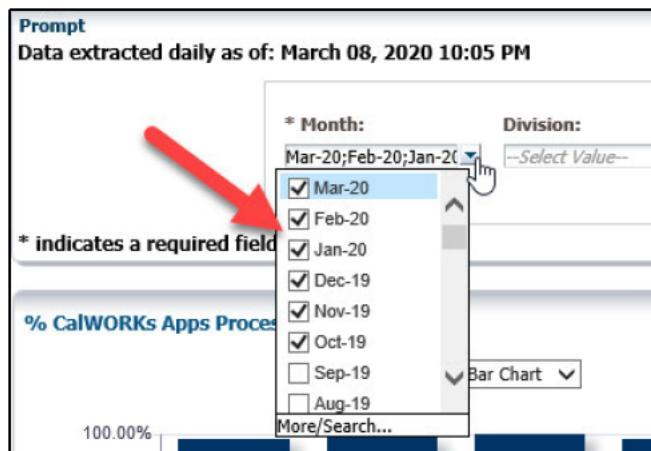 Prompt
Data extracted daily as of: March 08, 2020 10:05 PM
* Month:
Division:
Mar-20;Feb-20;Jan-20
--Select Value--
Mar-20
Feb-20
Jan-20
* indicates a required field
Dec-19
Nov-19
% CalWORKs Apps
Oct-19
Sep-19
Bar Chart
Aug-19
More/Search...
100.00%